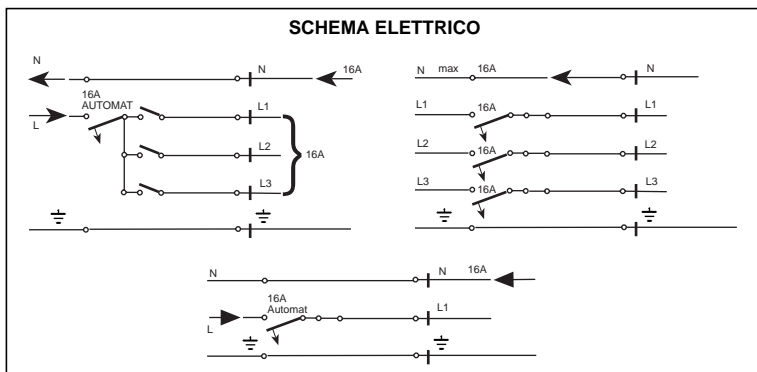 SCHEMA ELETTRICO
N N 16A
16A
AUTOMAT
L L1
L2 16A
L3
N max 16A N
L1 16A L1
L2 16A L2
L3 16A L3
N N 16A
16A
Automat
L L1